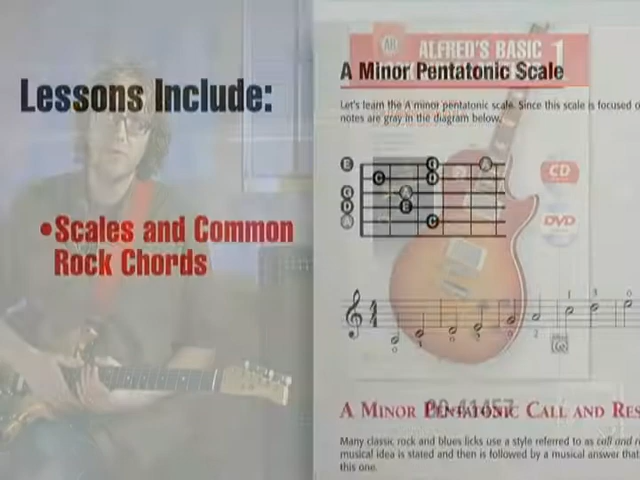 Lessons Include:
•Scales and Common
Rock Chords
ALFRED'S BASIC 1
A Minor Pentatonic Scale
Let's learn the A minor pentatonic scale. Since this scale is focused o
notes are gray in the diagram below.
CD
DVD
A MINOR PENTATONIC CALL AND RES
Many classic rock and blues licks use a style referred to as call and re
musical idea is stated and then is followed by a musical answer that
this one.